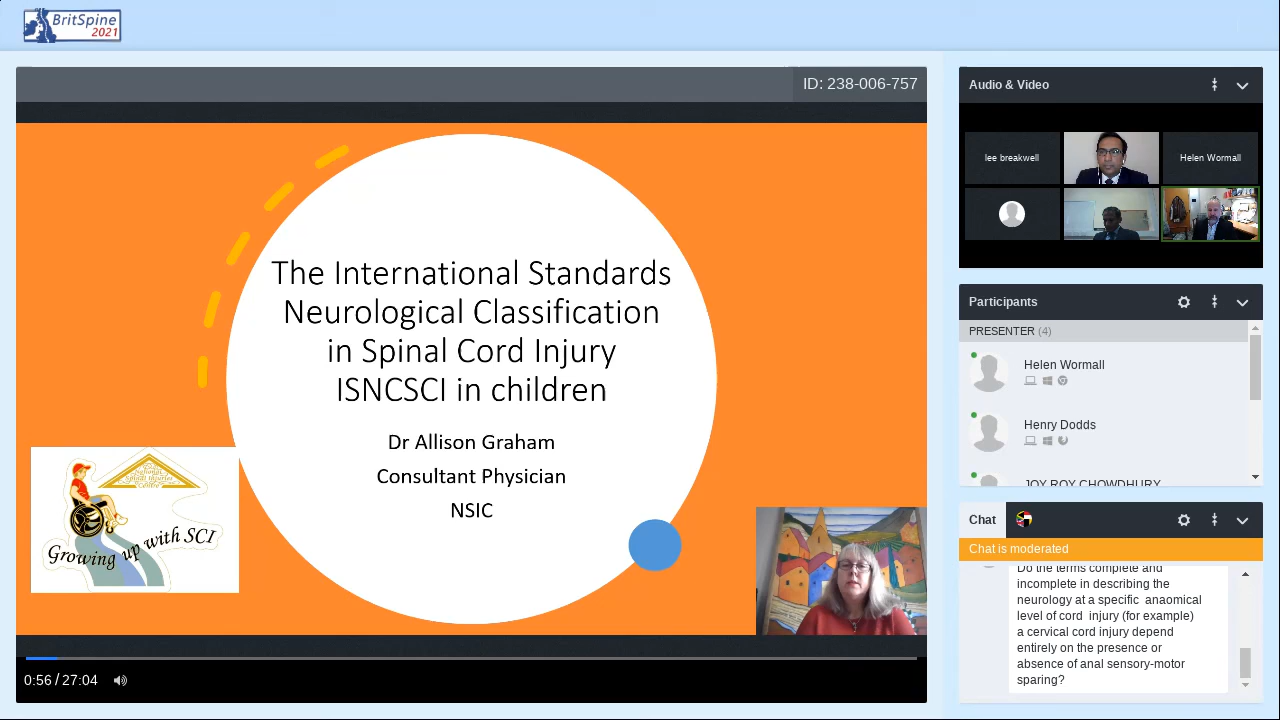 BritSpine
2021
ID: 238-006-757
The International Standards
Neurological Classification
in Spinal Cord Injury
ISNCSCI in children
Dr Allison Graham
Consultant Physician
NSIC
National
Spinal Injuries
Centre
Growing up with SCI
0:56 / 27:04
Audio & Video
lee breakwell
Helen Wormall
Participants
PRESENTER (4)
Helen Wormall
Henry Dodds
JOY ROY CHOWDHURY
Chat
Chat is moderated
Do the terms complete and
incomplete in describing the
neurology at a specific anaomical
level of cord injury (for example)
a cervical cord injury depend
entirely on the presence or
absence of anal sensory-motor
sparing?